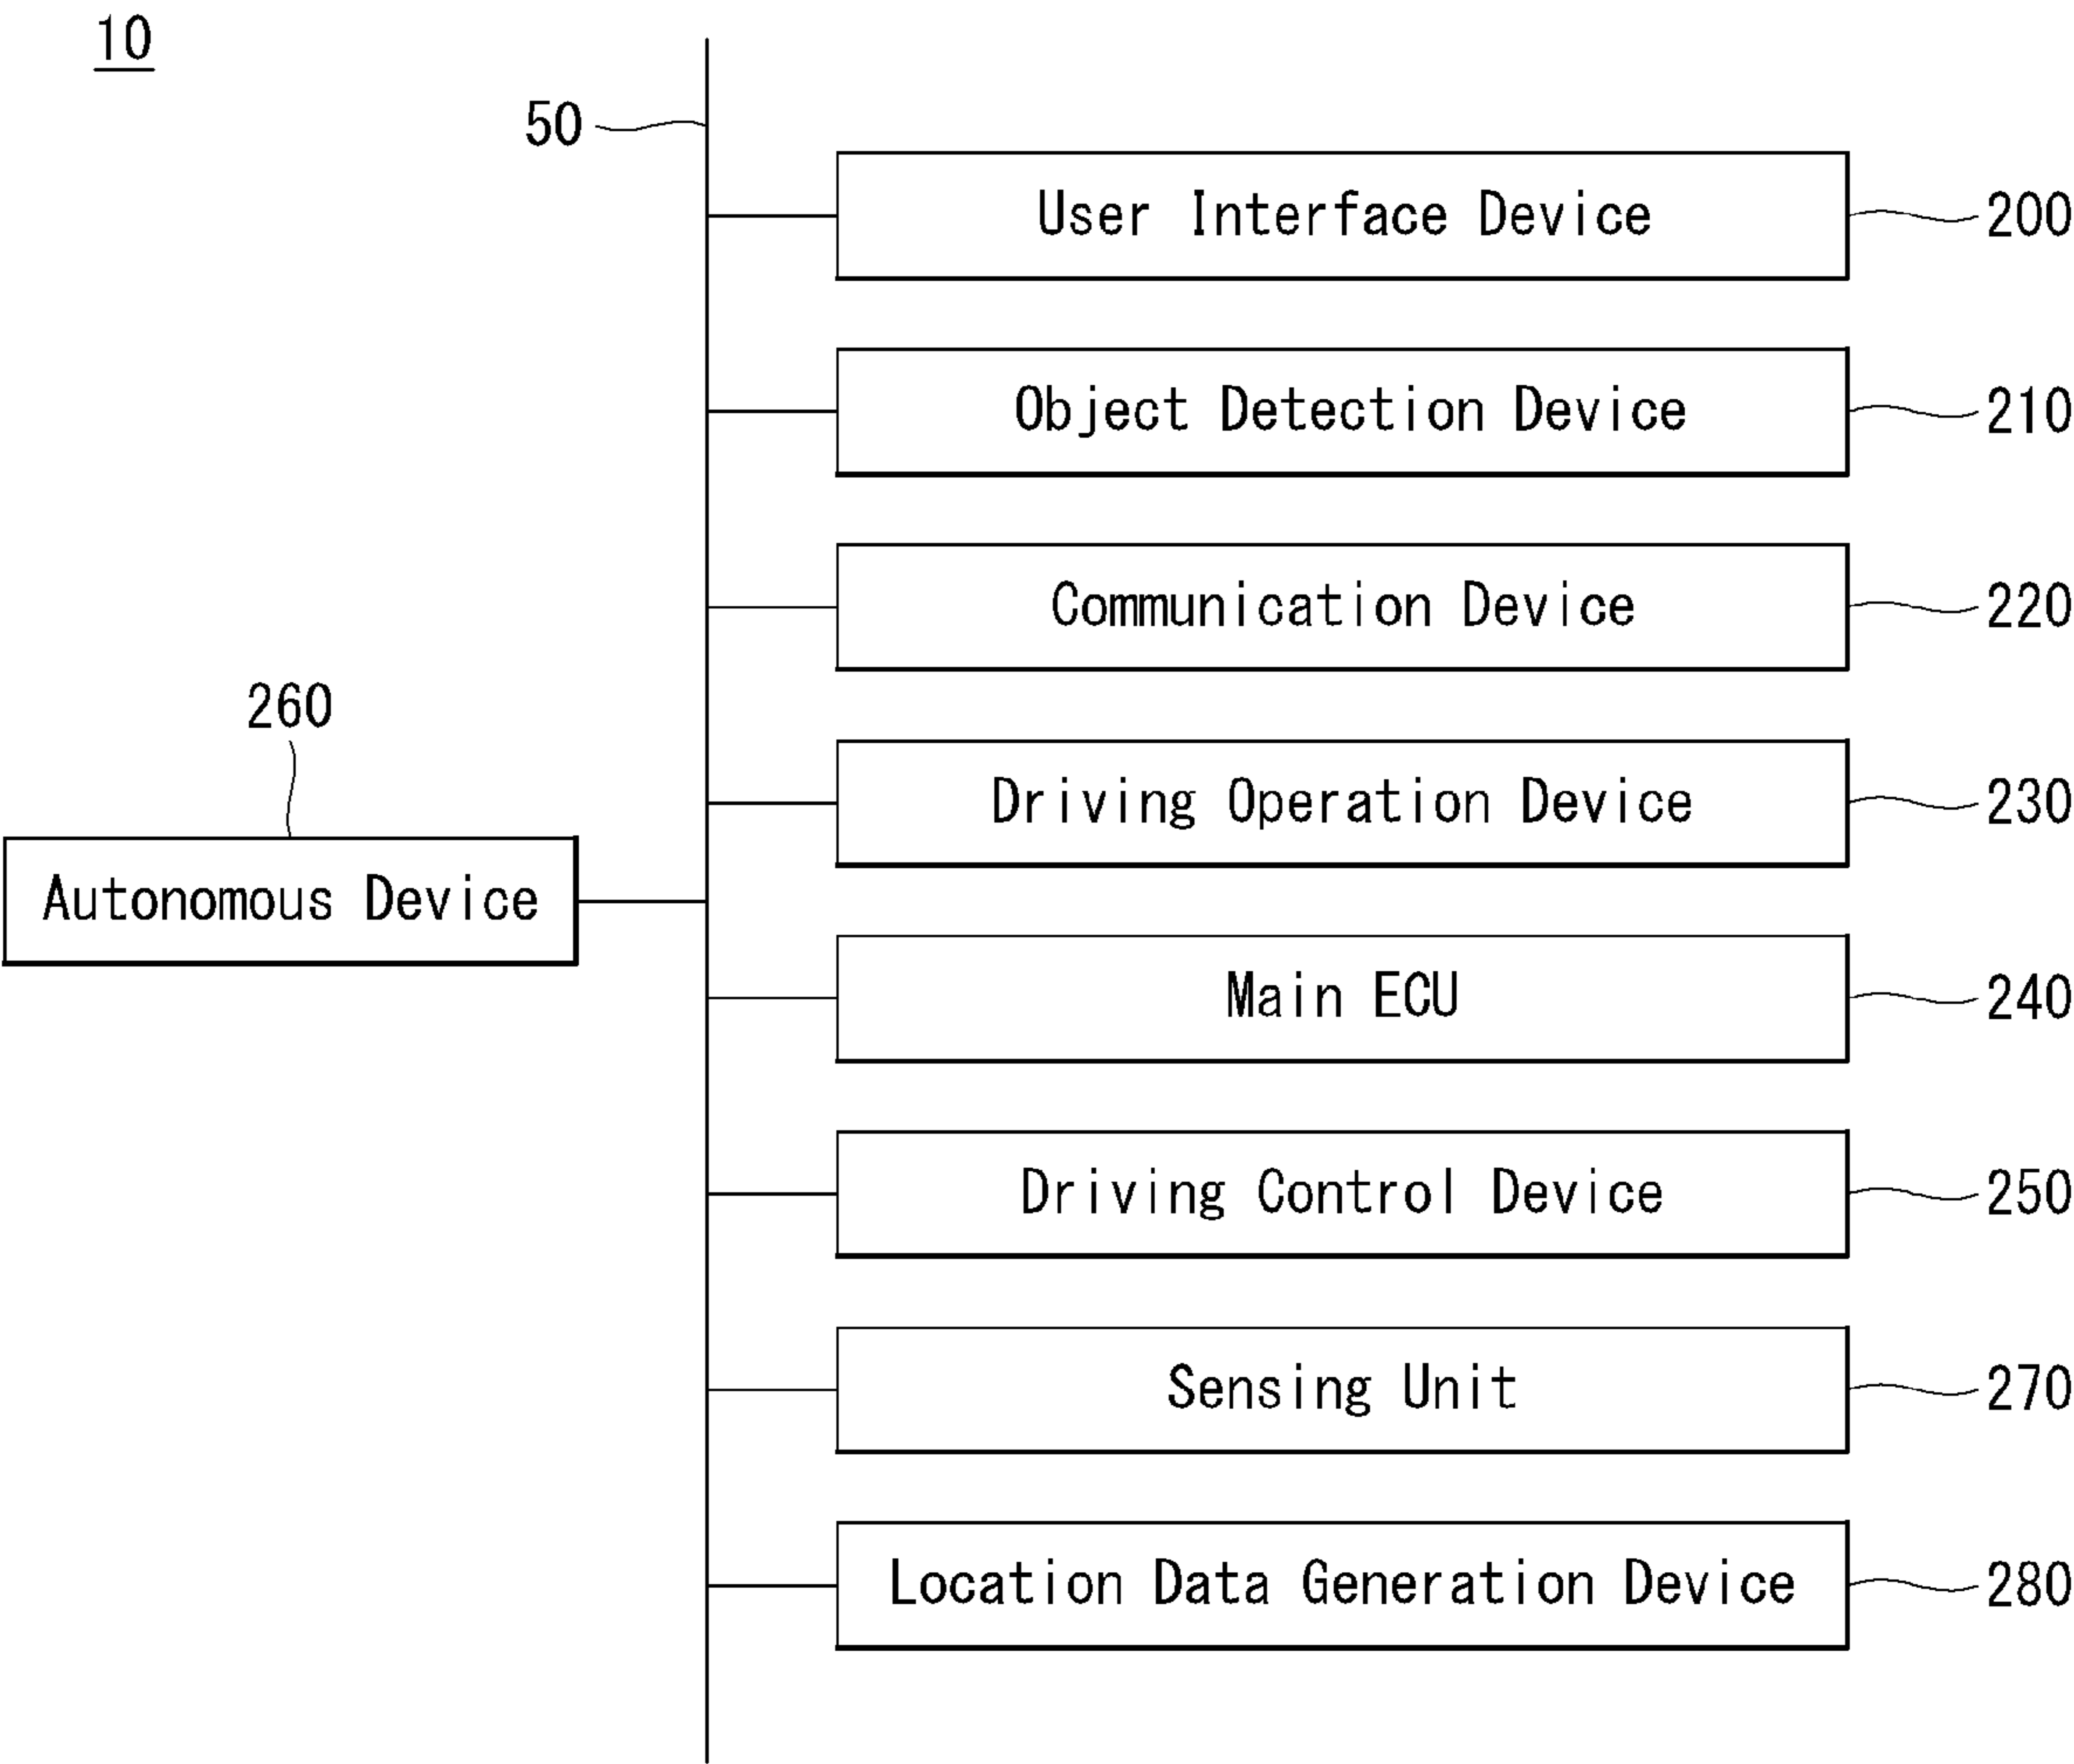 10
50
User Interface Device
200
Object Detection Device
210
Communication Device
220
260
Driving Operation Device
230
Autonomous Device
Main ECU
240
Driving Control Device
250
Sensing Unit
270
Location Data Generation Device
280